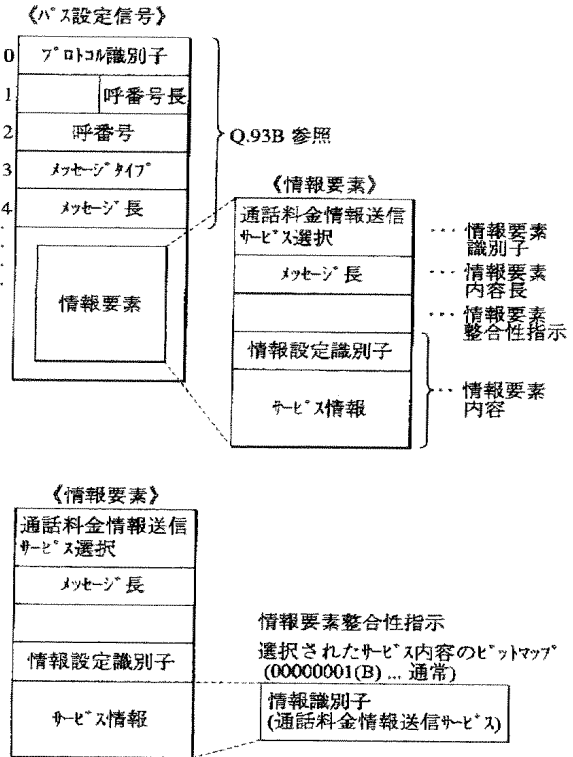 《パス設定信号》
0 プロトコル識別子
1 呼番号長
2 呼番号
3 メッセージタイプ
4 メッセージ長
情報要素
Q.93B 参照
《情報要素》
通話料金情報送信
サービス選択
メッセージ長
情報設定識別子
サービス情報
… 情報要素
識別子
… 情報要素
内容長
… 情報要素
整合性指示
… 情報要素
内容
《情報要素》
通話料金情報送信
サービス選択
メッセージ長
情報設定識別子
サービス情報
情報要素整合性指示
選択されたサービス内容のビットマップ
(00000001(B) ... 通常)
情報識別子
(通話料金情報送信サービス)